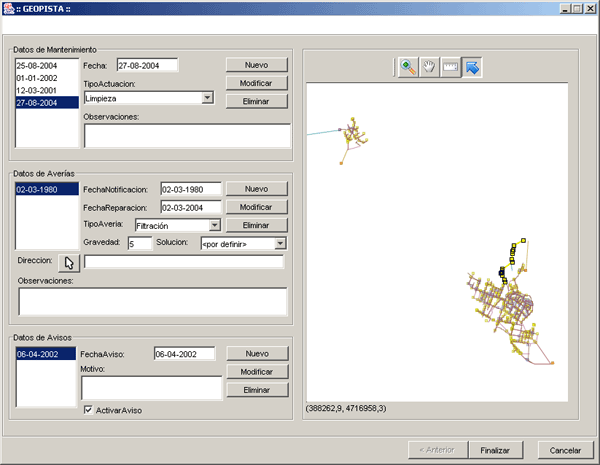 :: GEOPISTA ::
Datos de Mantenimiento
25-08-2004
01-01-2002
12-03-2001
27-08-2004
Fecha: 27-08-2004
Nuevo
TipoActuacion:
Modificar
Limpieza
Eliminar
Observaciones:
Datos de Averías
02-03-1980
FechaNotificacion: 02-03-1980
Nuevo
FechaReparacion: 02-03-2004
Modificar
TipoAveria: Filtración
Eliminar
Gravedad: 5 Solucion: <por definir>
Direccion:
Observaciones:
Datos de Avisos
06-04-2002
FechaAviso: 06-04-2002
Nuevo
Motivo:
Modificar
Eliminar
ActivarAviso
(388262,9, 4716958,3)
< Anterior Finalizar Cancelar